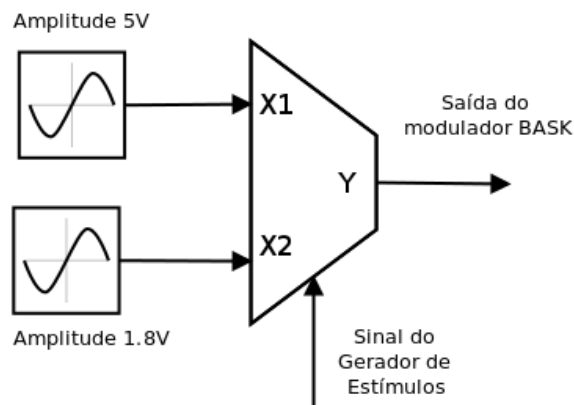 Amplitude 5V
X1
Saída do
modulador BASK
Y
X2
Amplitude 1.8V
Sinal do
Gerador de
Estímulos